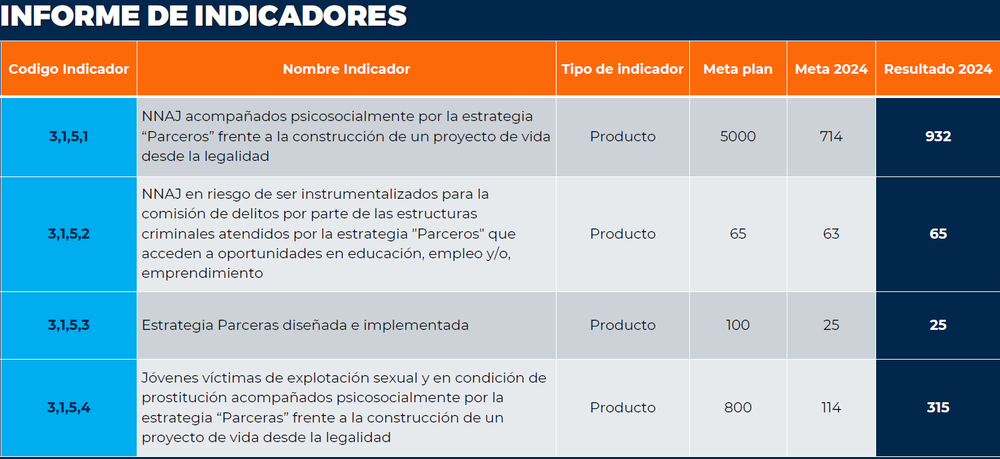 INFORME DE INDICADORES
Codigo Indicador Nombre Indicador Tipo de indicador Meta plan Meta 2024 Resultado 2024
NNAJ acompañados psicosocialmente por la estrategia
3,1,5,1 “Parceros” frente a la construcción de un proyecto de vida Producto 5000 714 932
desde la legalidad
NNAJ en riesgo de ser instrumentalizados para la
comisión de delitos por parte de las estructuras
3,1,5,2 criminales atendidos por la estrategia "Parceros" que Producto 65 63 65
acceden a oportunidades en educación, empleo y/o,
emprendimiento
3,1,5,3 Estrategia Parceras diseñada e implementada Producto 100 25 25
Jóvenes víctimas de explotación sexual y en condición de
prostitución acompañados psicosocialmente por la
3,1,5,4 Producto 800 114 315
estrategia “Parceras” frente a la construcción de un
proyecto de vida desde la legalidad